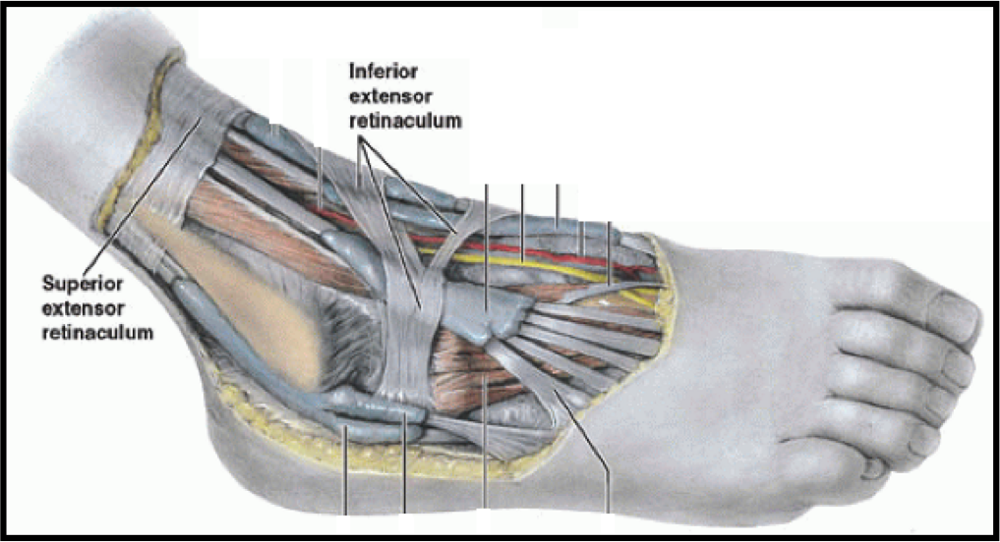 Inferior
extensor
retinaculum
Superior
extensor
retinaculum